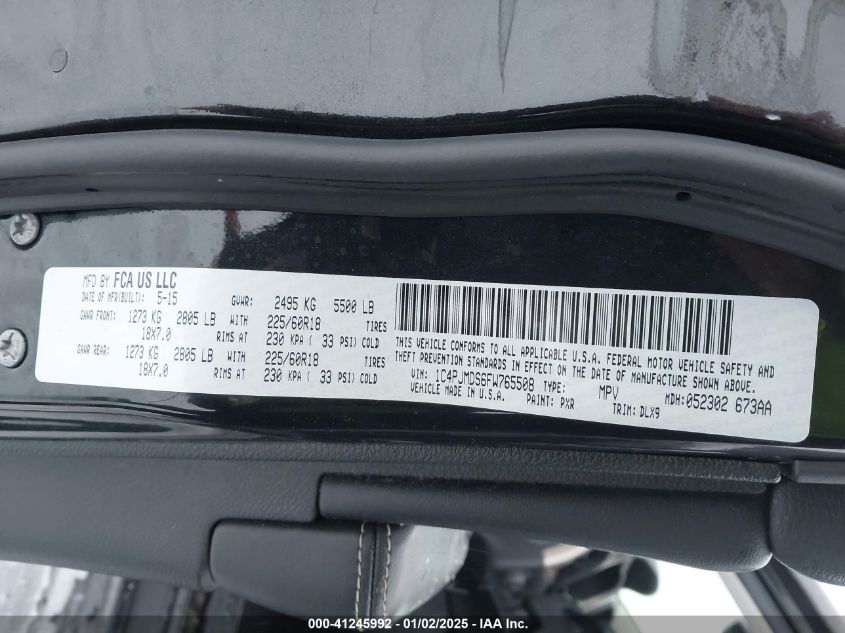 MFD BY FCA US LLC
DATE OF MFR(BUILT): 5-15 GVWR: 2495 KG 5500 LB
GAWR FRONT: 1273 KG 2805 LB WITH 225/60R18 TIRES
18X7.0 RIMS AT 230 KPA ( 33 PSI) COLD
GAWR REAR: 1273 KG 2805 LB WITH 225/60R18 TIRES
18X7.0 RIMS AT 230 KPA ( 33 PSI) COLD
THIS VEHICLE CONFORMS TO ALL APPLICABLE U.S.A. FEDERAL MOTOR VEHICLE SAFETY AND
THEFT PREVENTION STANDARDS IN EFFECT ON THE DATE OF MANUFACTURE SHOWN ABOVE.
VIN: 1C4PJMDS6FW765508 TYPE: MPV MDH: 052302 673AA
VEHICLE MADE IN U.S.A. PAINT: PXR TRIM: DLX9
000-41245992 - 01/02/2025 - IAA Inc.